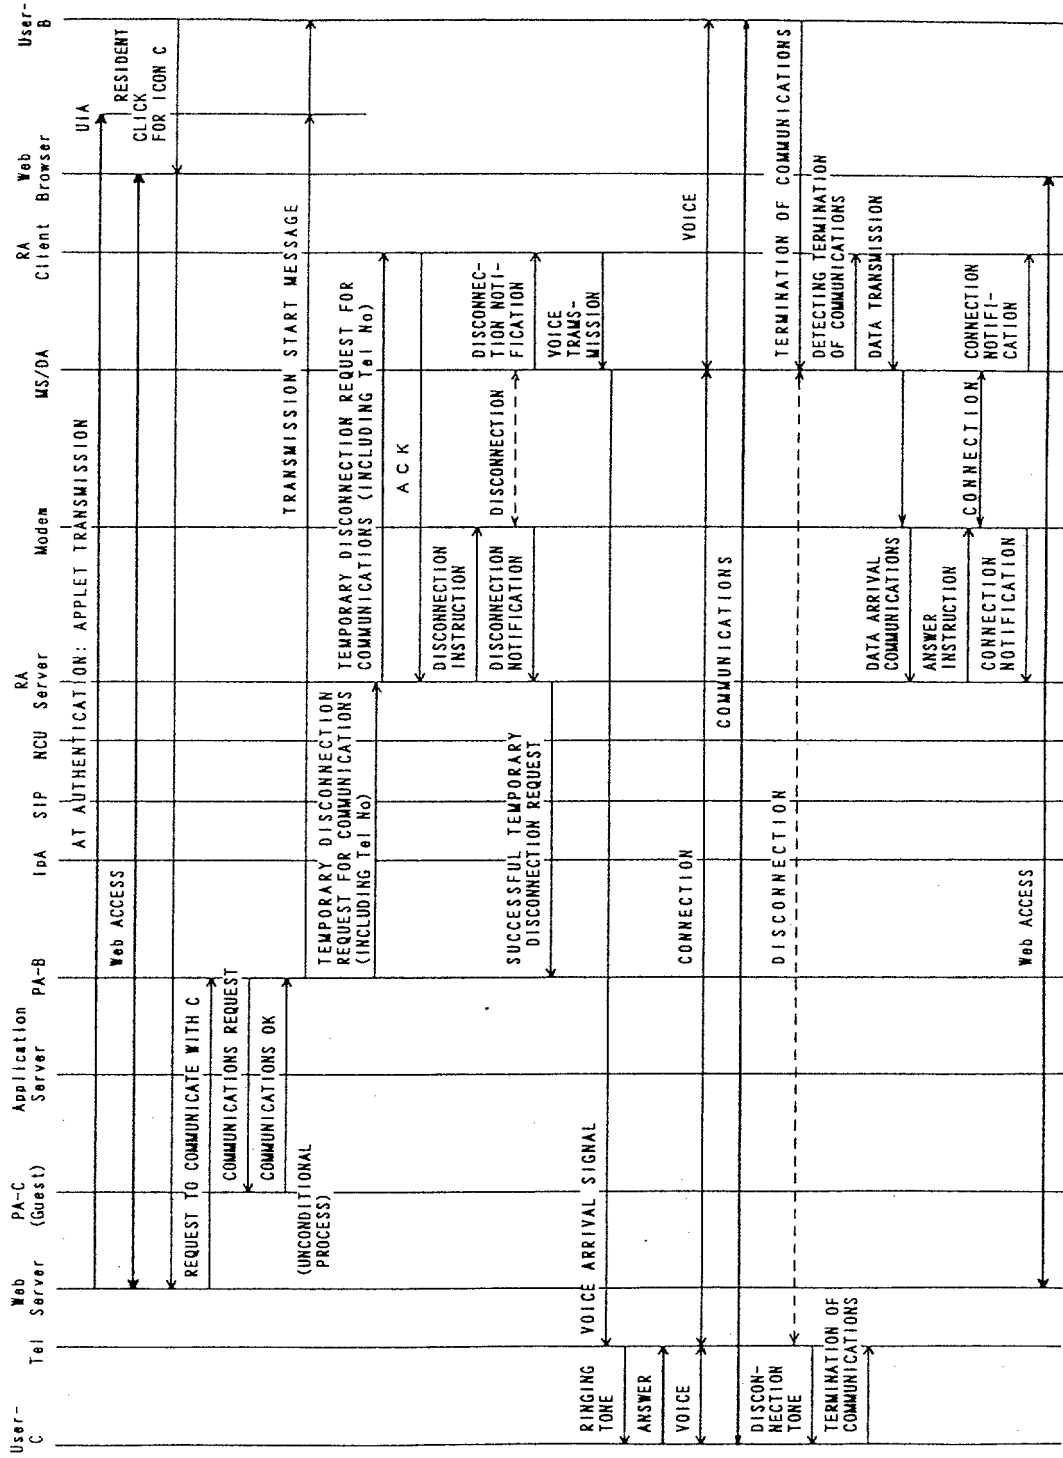 User-
C
Tel
Web
Server
PA-C
(Guest)
Application
Server
PA-B
IDA
SIP
NCU
RA
Server
Modem
MS/DA
RA
Client
Web
Browser
User-
B
AT AUTHENTICATION: APPLET TRANSMISSION
UIA
RESIDENT
Web ACCESS
CLICK
FOR ICON C
REQUEST TO COMMUNICATE WITH C
COMMUNICATIONS REQUEST
COMMUNICATIONS OK
(UNCONDITIONAL
PROCESS)
TRANSMISSION START MESSAGE
TEMPORARY DISCONNECTION
REQUEST FOR COMMUNICATIONS
(INCLUDING Tel No)
TEMPORARY DISCONNECTION REQUEST FOR
COMMUNICATIONS (INCLUDING Tel No)
ACK
DISCONNECTION
INSTRUCTION
DISCONNECTION
NOTIFICATION
DISCONNECTION
DISCONNEC-
TION NOTI-
FICATION
SUCCESSFUL TEMPORARY
DISCONNECTION REQUEST
VOICE
TRAMS-
MISSION
VOICE ARRIVAL SIGNAL
RINGING
TONE
ANSWER
VOICE
CONNECTION
VOICE
COMMUNICATIONS
DISCONNECTION
TERMINATION OF COMMUNICATIONS
DISCON-
NECTION
TONE
TERMINATION OF
COMMUNICATIONS
DETECTING TERMINATION
OF COMMUNICATIONS
DATA TRANSMISSION
DATA ARRIVAL
COMMUNICATIONS
ANSWER
INSTRUCTION
CONNECTION
CONNECTION
NOTIFICATION
CONNECTION
NOTIFI-
CATION
Web ACCESS